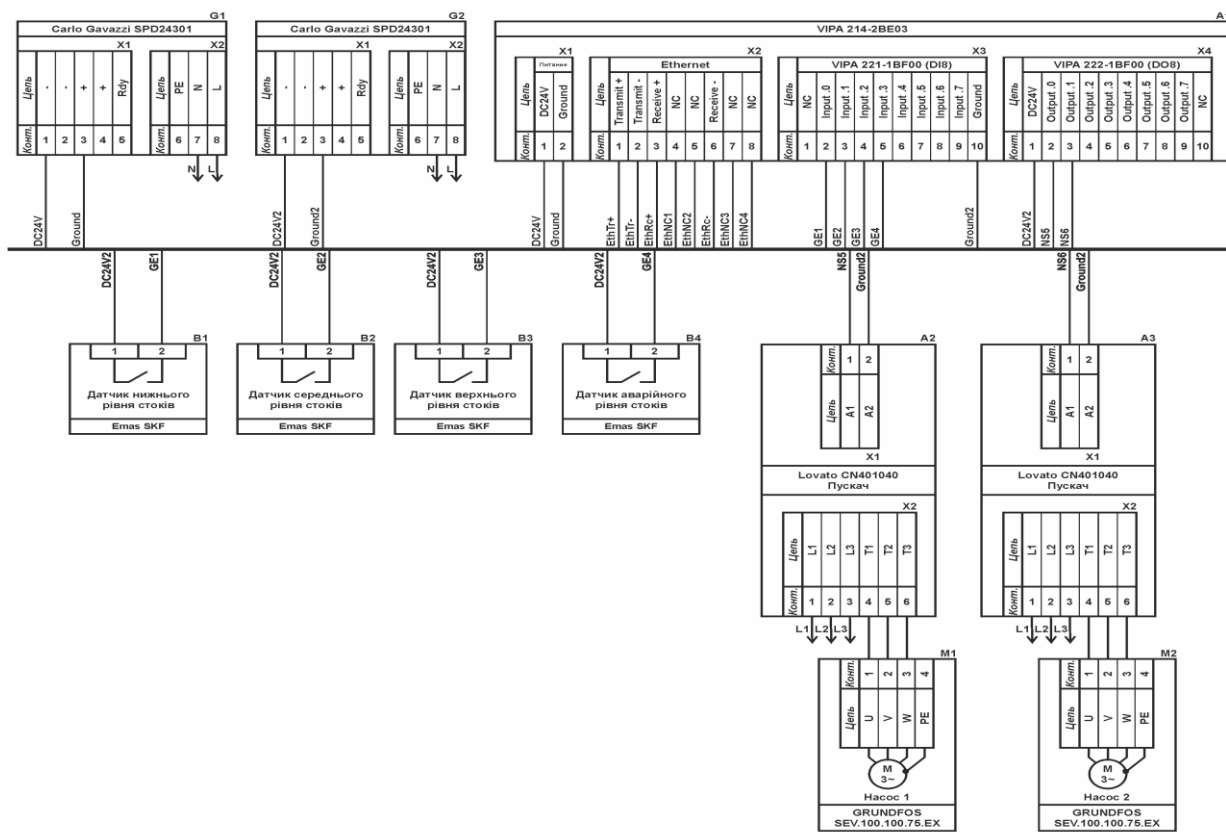 G1
Carlo Gavazzi SPD24301
X1
Цепь
-
-
+
+
Rdy
Конт.
1
2
3
4
5
X2
Цепь
PE
N
L
Конт.
6
7
8
N
L
DC24V
Ground
G2
Carlo Gavazzi SPD24301
X1
Цепь
-
-
+
+
Rdy
Конт.
1
2
3
4
5
X2
Цепь
PE
N
L
Конт.
6
7
8
N
L
DC24V2
Ground2
VIPA 214-2BE03
X1
Питание
Цепь
DC24V
Ground
Конт.
1
2
DC24V
Ground
X2
Ethernet
Цепь
Transmit +
Transmit -
Receive +
NC
NC
Receive -
NC
NC
Конт.
1
2
3
4
5
6
7
8
EthTr+
EthTr-
EthRc+
EthNC1
EthNC2
EthRc-
EthNC3
EthNC4
X3
VIPA 221-1BF00 (DI8)
Цепь
NC
Input .0
Input .1
Input .2
Input .3
Input .4
Input .5
Input .6
Input .7
Ground
Конт.
1
2
3
4
5
6
7
8
9
10
GE1
GE2
GE3
GE4
Ground2
X4
VIPA 222-1BF00 (DO8)
Цепь
DC24V
Output .0
Output .1
Output .2
Output .3
Output .4
Output .5
Output .6
Output .7
NC
Конт.
1
2
3
4
5
6
7
8
9
10
DC24V2
NS5
NS6
DC24V2
GE1
B1
1
2
Датчик нижнього
рівня стоків
Emas SKF
DC24V2
GE2
B2
1
2
Датчик середнього
рівня стоків
Emas SKF
DC24V2
GE3
B3
1
2
Датчик верхнього
рівня стоків
Emas SKF
DC24V2
GE4
B4
1
2
Датчик аварійного
рівня стоків
Emas SKF
NS5
Ground2
A2
Конт.
1
2
Цепь
A1
A2
X1
Lovato CN401040
Пускач
X2
Цепь
L1
L2
L3
T1
T2
T3
Конт.
1
2
3
4
5
6
L1
L2
L3
M1
Конт.
1
2
3
4
Цепь
U
V
W
PE
M
3~
Насос 1
GRUNDFOS
SEV.100.100.75.EX
NS6
Ground2
A3
Конт.
1
2
Цепь
A1
A2
X1
Lovato CN401040
Пускач
X2
Цепь
L1
L2
L3
T1
T2
T3
Конт.
1
2
3
4
5
6
L1
L2
L3
M2
Конт.
1
2
3
4
Цепь
U
V
W
PE
M
3~
Насос 2
GRUNDFOS
SEV.100.100.75.EX